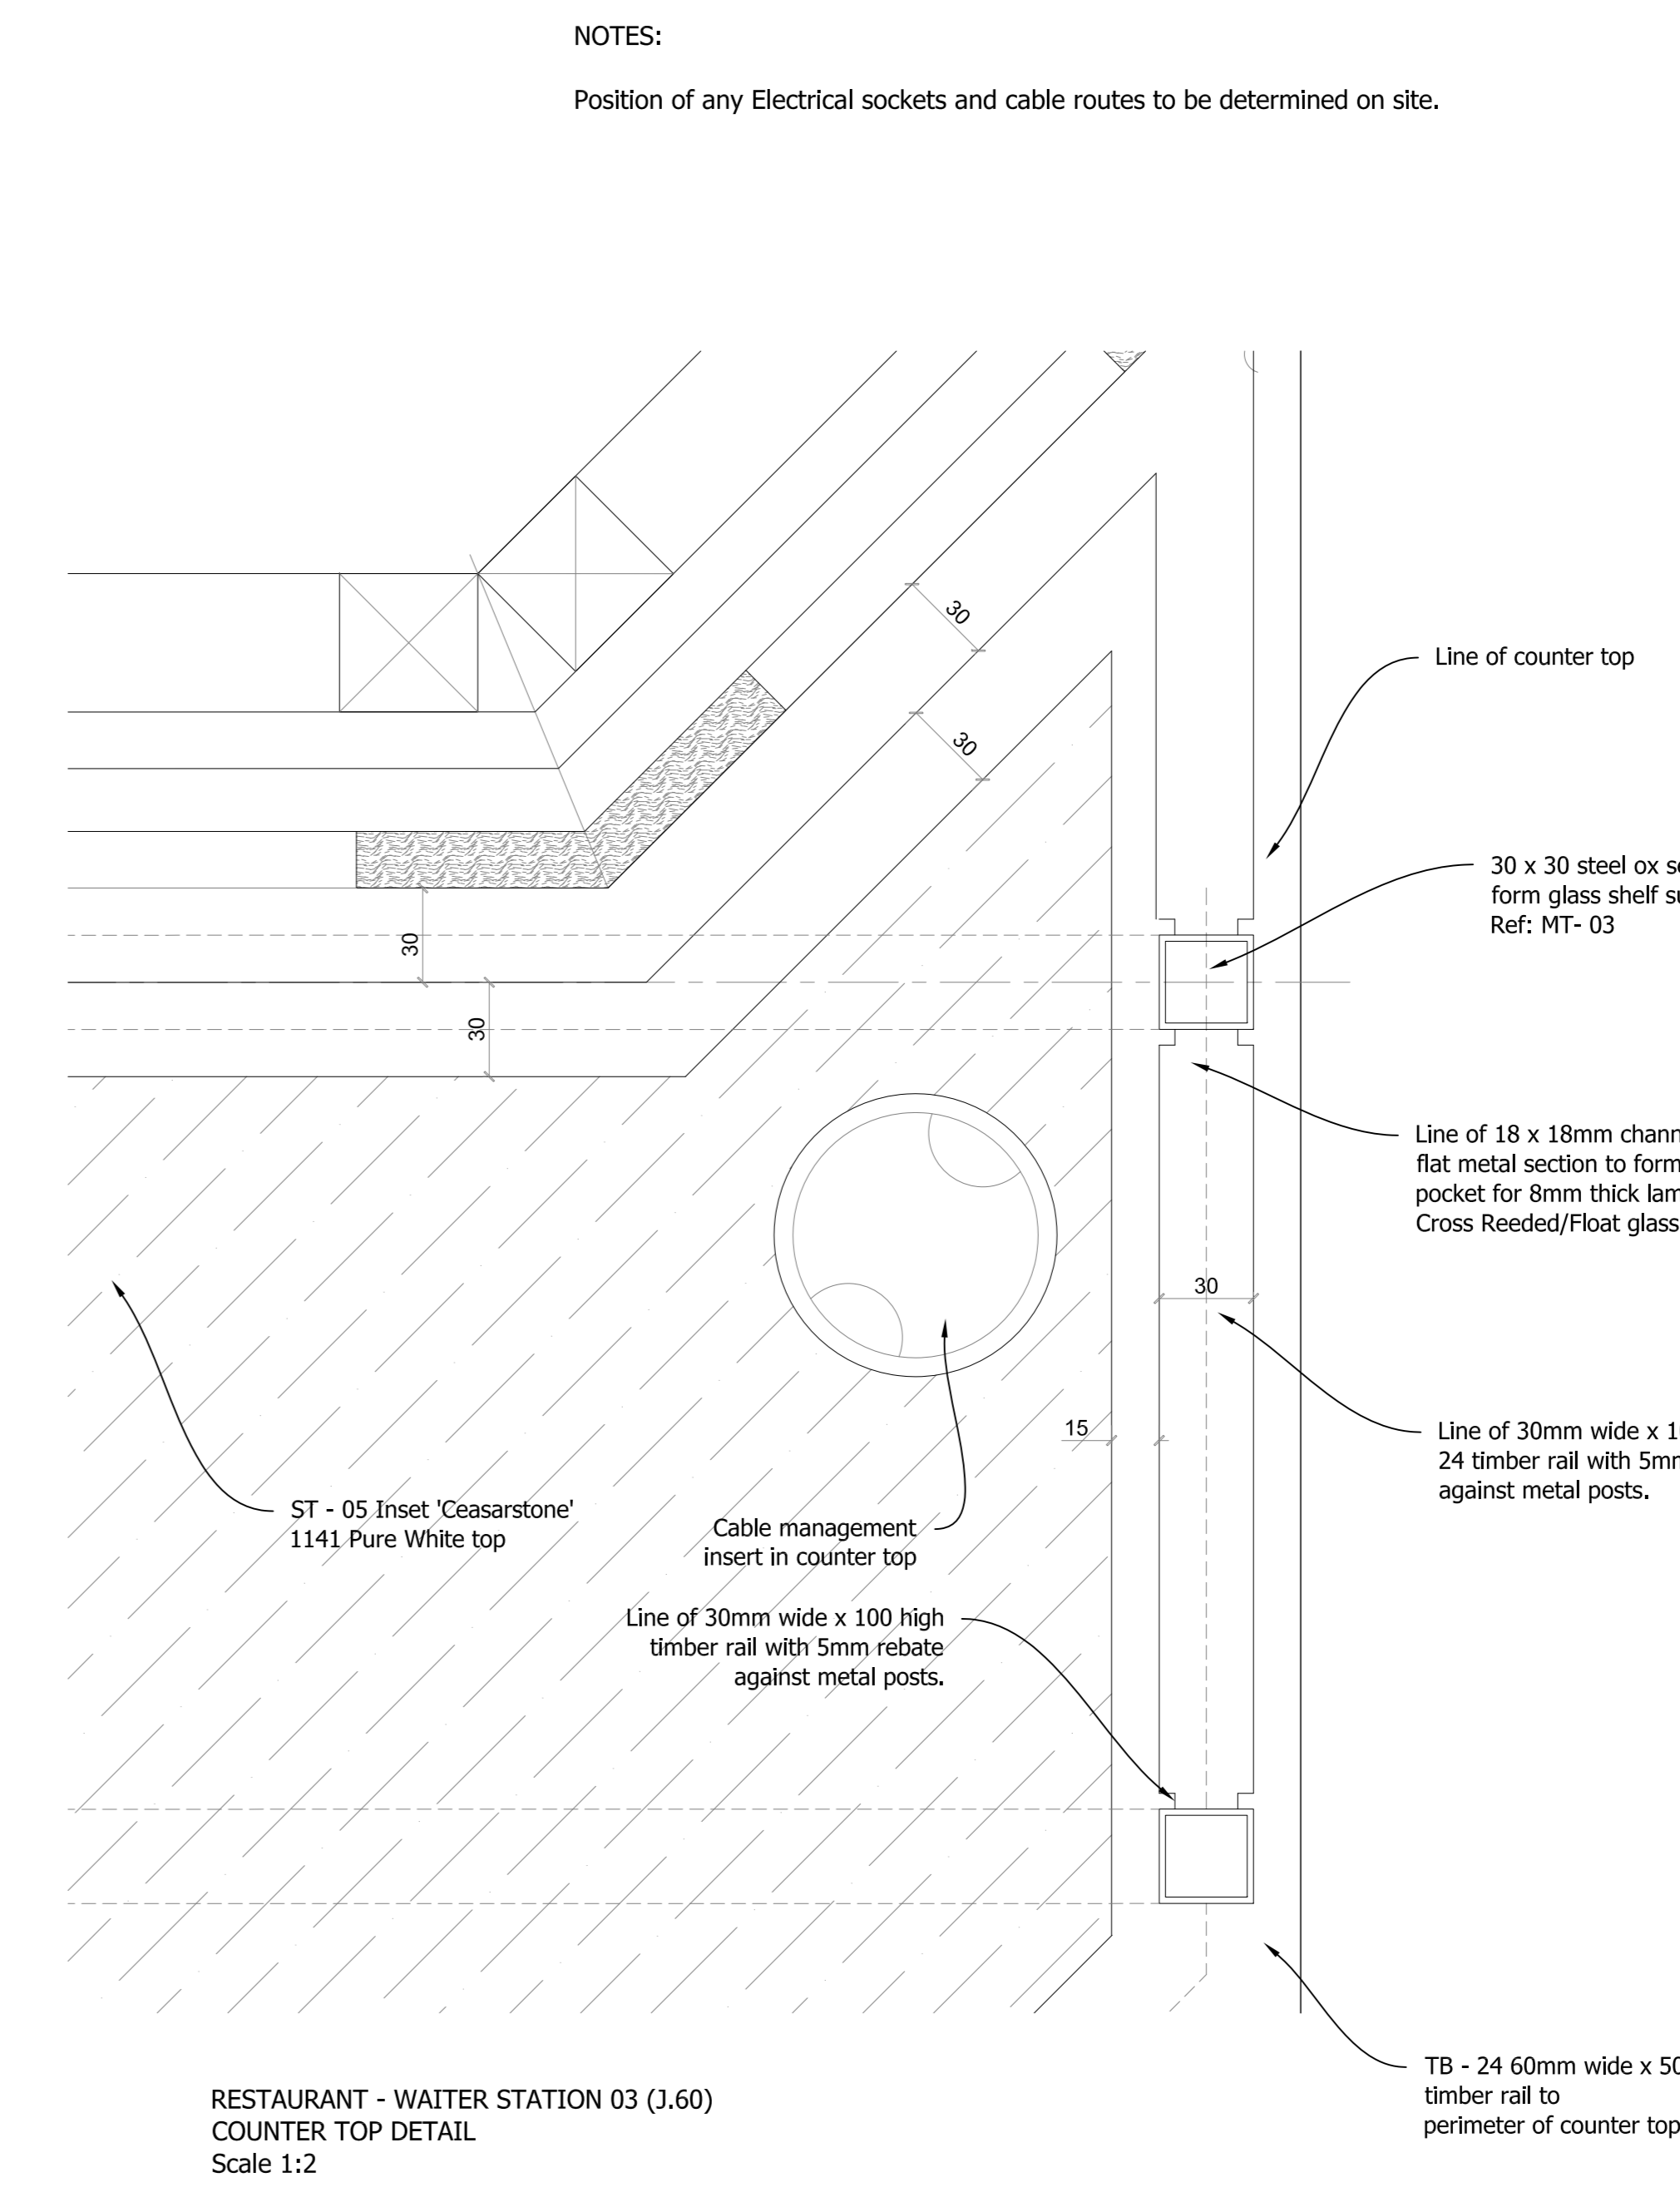 NOTES:
Position of any Electrical sockets and cable routes to be determined on site.
30
30
Line of counter top
30 x 30 steel ox
form glass shelf
Ref: MT- 03
30
30
Line of 18 x 18mm
flat metal section to form
pocket for 8mm thick
Cross Reeded/Float glass
30
15
Line of 30mm wide x
24 timber rail with
against metal posts.
ST - 05 Inset 'Ceasarstone'
1141 Pure White top
Cable management
insert in counter top
Line of 30mm wide x 100 high
timber rail with 5mm rebate
against metal posts.
TB - 24 60mm wide x
timber rail to
perimeter of counter top
RESTAURANT - WAITER STATION 03 (J.60)
COUNTER TOP DETAIL
Scale 1:2